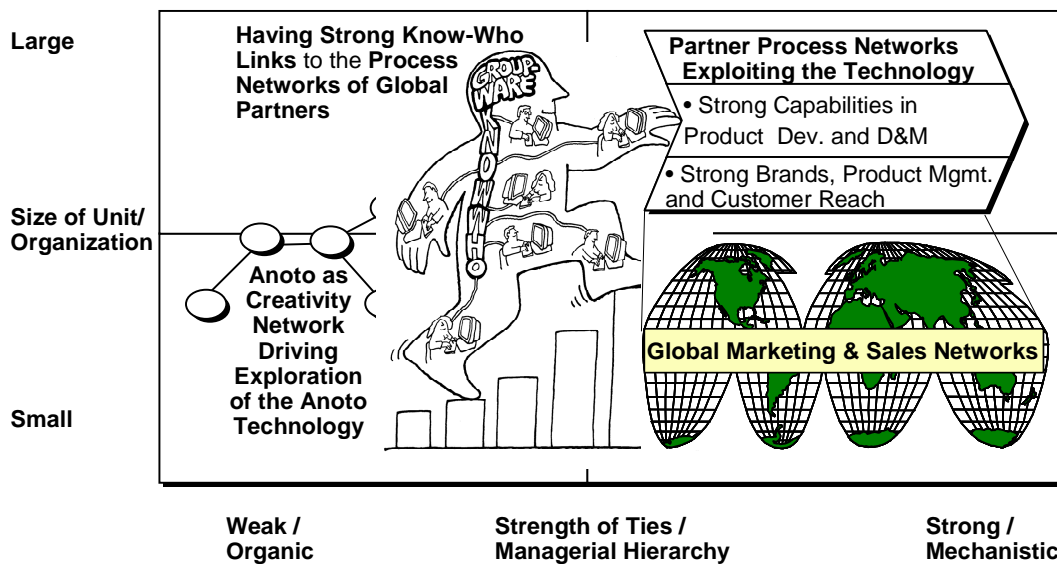 Large
Having Strong Know-Who
Links to the Process
Networks of Global
Partners
GROUP-
WARE
KNOW WHO
Partner Process Networks
Exploiting the Technology
• Strong Capabilities in
Product Dev. and D&M
• Strong Brands, Product Mgmt.
and Customer Reach
Size of Unit/
Organization
Anoto as
Creativity
Network
Driving
Exploration
of the Anoto
Technology
Global Marketing & Sales Networks
Small
Weak /
Organic
Strength of Ties /
Managerial Hierarchy
Strong /
Mechanistic